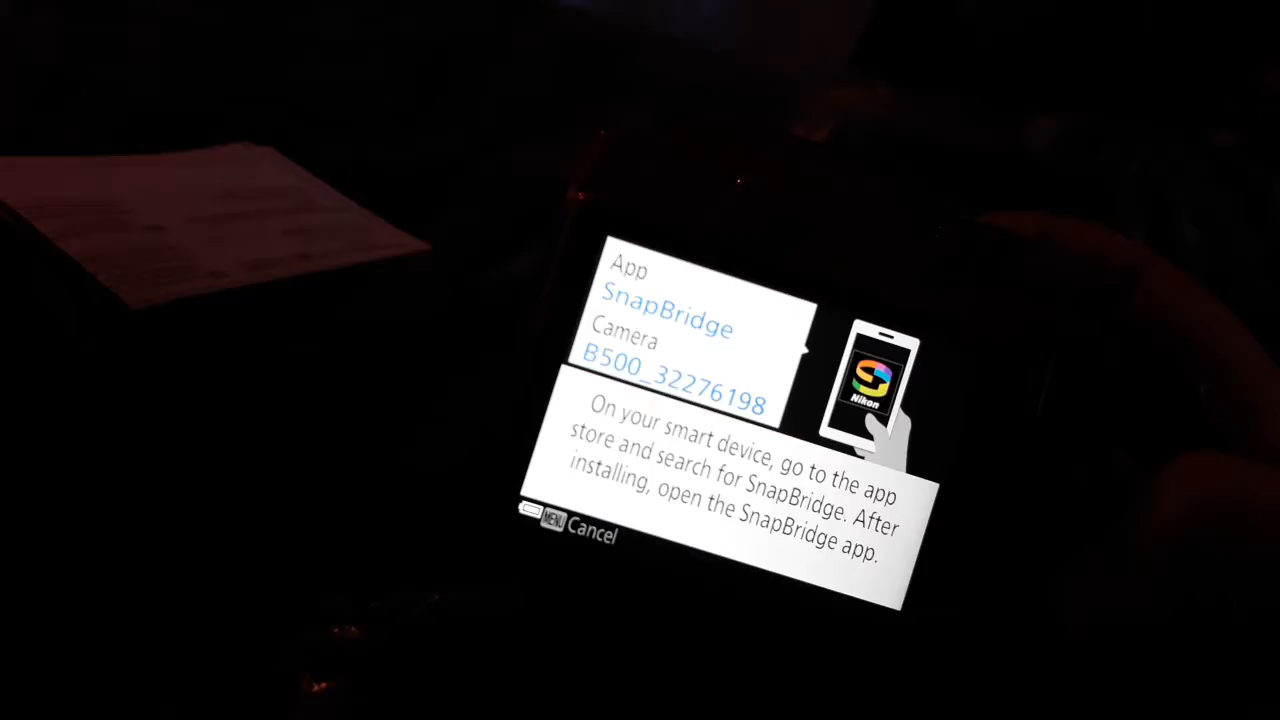 App
SnapBridge
Camera
B500_32276198
Nikon
On your smart device, go to the app
store and search for SnapBridge. After
installing, open the SnapBridge app.
MENU Cancel